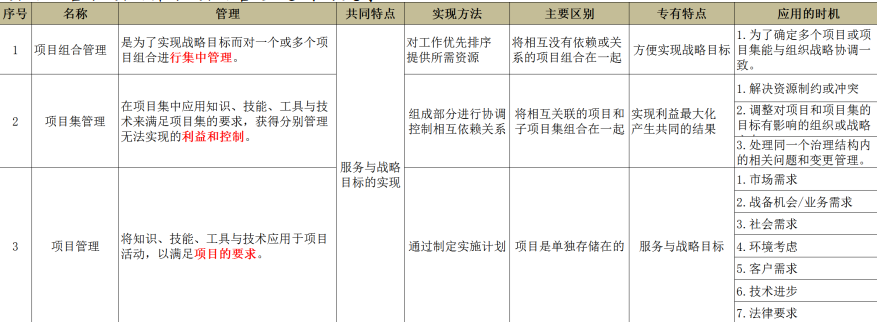 序号 名称 管理 共同特点 实现方法 主要区别 专有特点 应用的时机
1 项目组合管理
是为了实现战略目标而对一个或多个项
目组合进行集中管理。
服务与战略
目标的实现
对工作优先排序
提供所需资源
将相互没有依赖或关
系的项目组合在一起
方便实现战略目标
1.为了确定多个项目或项
目集能与组织战略协调一
致。
2 项目集管理
在项目集中应用知识、技能、工具与技
术来满足项目集的要求，获得分别管理
无法实现的利益和控制。
组成部分进行协调
控制相互依赖关系
将相互关联的项目和
子项目集组合在一起
实现利益最大化
产生共同的结果
1.解决资源制约或冲突
2.调整对项目和项目集的
目标有影响的组织或战略
3.处理同一个治理结构内
的相关问题和变更管理。
3 项目管理
将知识、技能、工具与技术应用于项目
活动，以满足项目的要求。
通过制定实施计划
项目是单独存储在的
服务与战略目标
1.市场需求
2.战备机会/业务需求
3.社会需求
4.环境考虑
5.客户需求
6.技术进步
7.法律要求